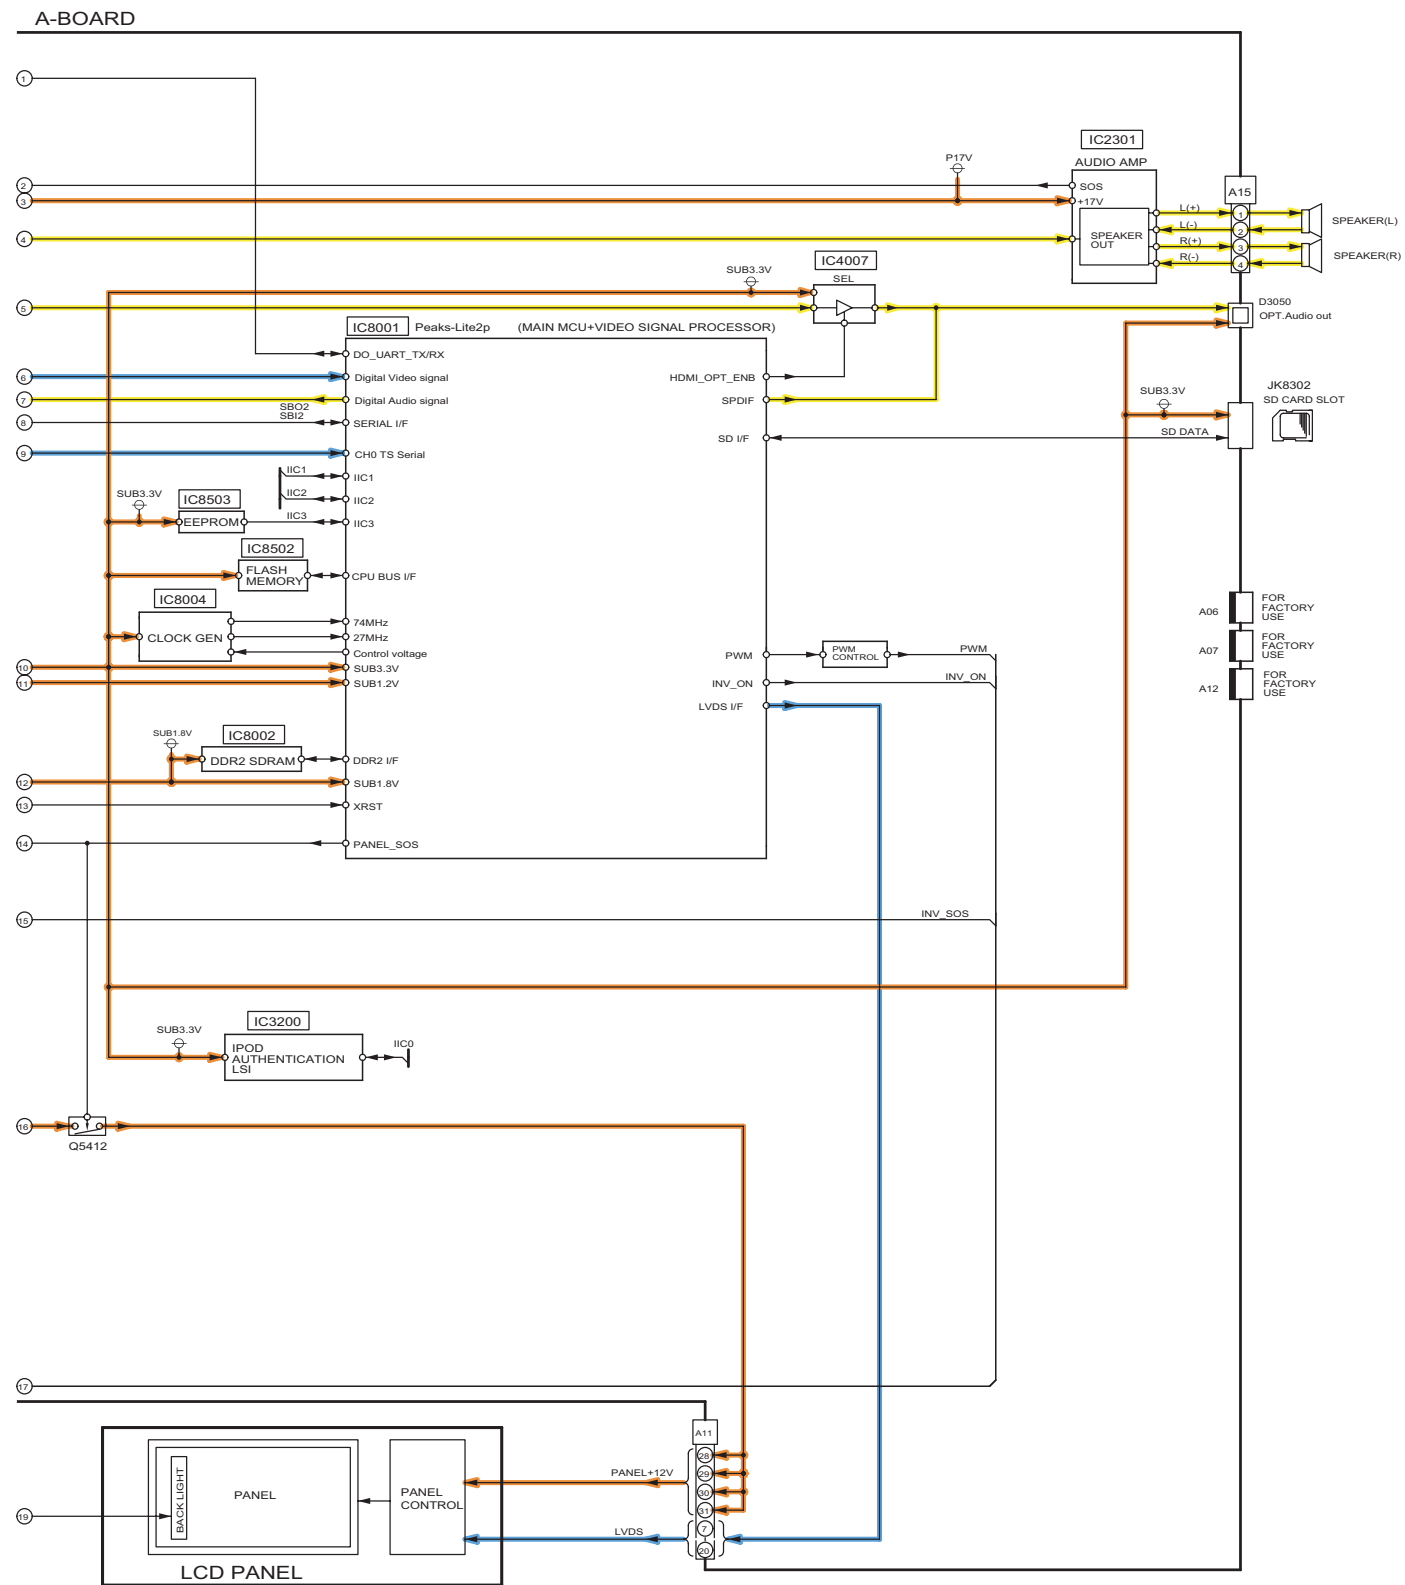 A-BOARD
1
IC2301
P17V
AUDIO AMP
2
SOS
A15
3
+17V
L(+)
1
SPEAKER(L)
L(-)
2
4
SPEAKER
OUT
R(+)
3
R(-)
4
SPEAKER(R)
IC4007
SUB3.3V
SEL
5
D3050
OPT.Audio out
IC8001
Peaks-Lite2p
(MAIN MCU+VIDEO SIGNAL PROCESSOR)
DO_UART_TX/RX
6
Digital Video signal
HDMI_OPT_ENB
JK8302
SD CARD SLOT
SUB3.3V
7
Digital Audio signal
SPDIF
SBO2
SBI2
8
SERIAL I/F
SD I/F
SD DATA
9
CH0 TS Serial
IIC1
IIC1
IIC2
IIC2
SUB3.3V
IC8503
EEPROM
IIC3
IIC3
IC8502
FLASH
MEMORY
CPU BUS I/F
IC8004
CLOCK GEN
74MHz
27MHz
Control voltage
A06
FOR
FACTORY
USE
A07
FOR
FACTORY
USE
A12
FOR
FACTORY
USE
10
SUB3.3V
11
SUB1.2V
PWM
PWM
CONTROL
PWM
INV_ON
INV_ON
LVDS I/F
SUB1.8V
IC8002
DDR2 SDRAM
DDR2 I/F
12
SUB1.8V
13
XRST
14
PANEL_SOS
15
INV_SOS
IC3200
SUB3.3V
IPOD
AUTHENTICATION
LSI
IIC0
16
Q5412
17
A11
28
29
30
31
7
20
PANEL+12V
LVDS
19
BACK LIGHT
PANEL
PANEL
CONTROL
LCD PANEL